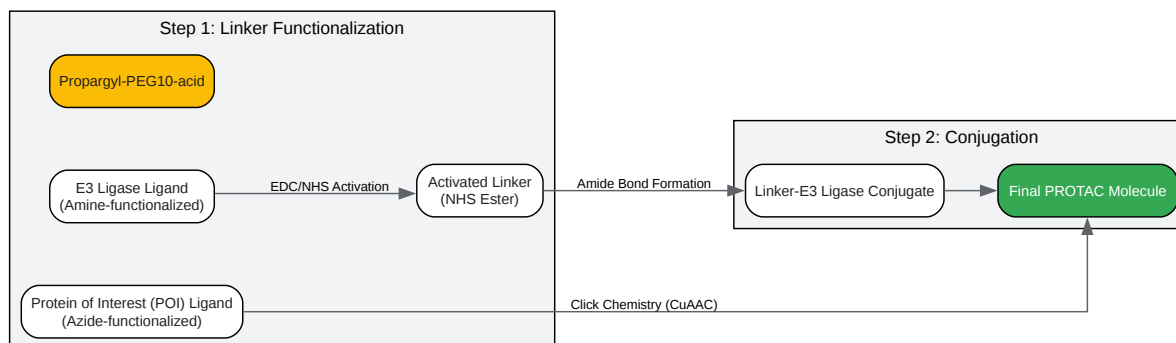 Step 1: Linker Functionalization
Propargyl-PEG10-acid
E3 Ligase Ligand
(Amine-functionalized)
EDC/NHS Activation
Activated Linker
(NHS Ester)
Amide Bond Formation
Step 2: Conjugation
Linker-E3 Ligase Conjugate
Final PROTAC Molecule
Protein of Interest (POI) Ligand
(Azide-functionalized)
Click Chemistry (CuAAC)